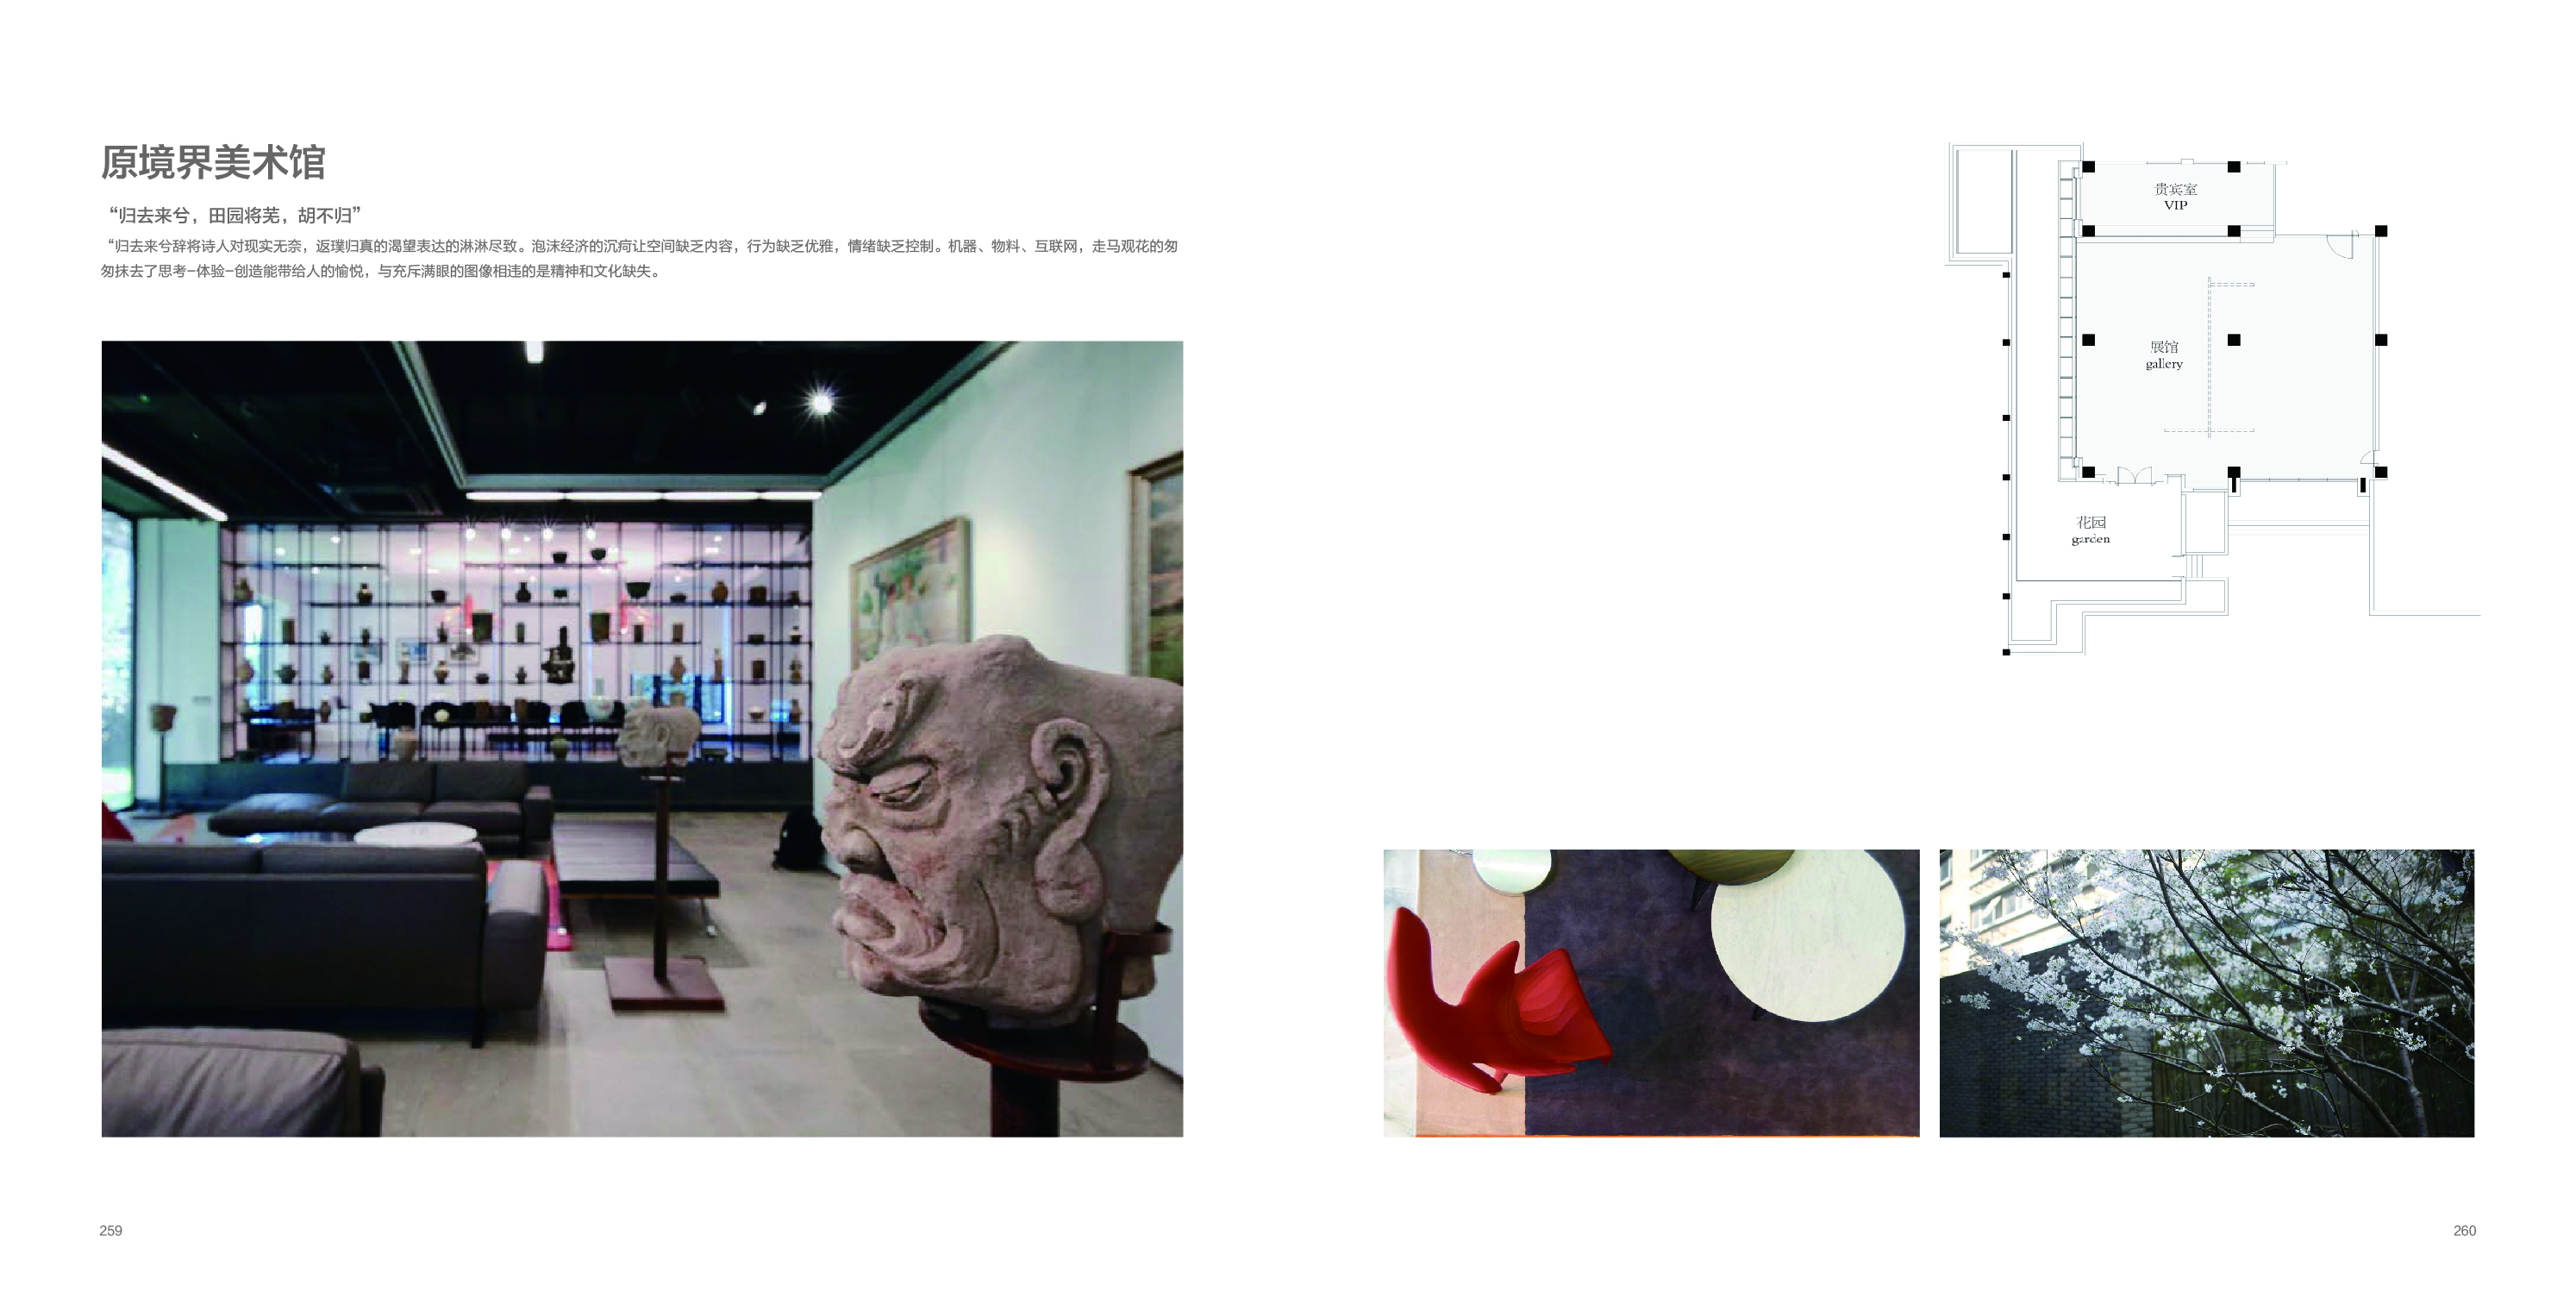 原境界美术馆
“归去来兮，田园将芜，胡不归”
“归去来兮辞将诗人对现实无奈，返璞归真的渴望表达的淋淋尽致。泡沫经济的沉疴让空间缺乏内容，行为缺乏优雅，情绪缺乏控制。机器、物料、互联网，走马观花的匆
匆抹去了思考-体验-创造能带给人的愉悦，与充斥满眼的图像相违的是精神和文化缺失。
贵宾室
VIP
展馆
gallery
花园
garden
259
260